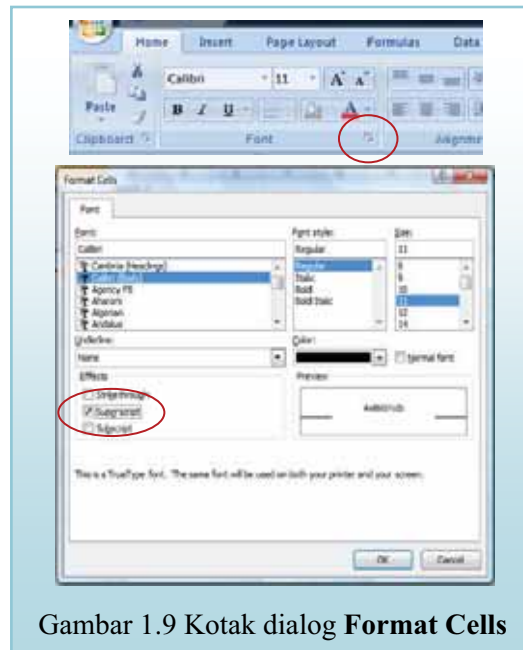 Home Insert Page Layout Formulas Data
Calibri 11 A A
Paste B I U A
Clipboard Font Alignme
Format Cells
Font
Font: Font style: Size:
Calibri Regular 11
Cambria (Headings) Regular 8
Calibri (Body) Italic 9
Agency FB Bold 10
Aharoni Bold Italic 11
Algerian 12
Andalus 14
Underline: Color:
None Normal font
Effects Preview
Strikethrough
Superscript
Subscript
This is a TrueType font. The same font will be used on both your printer and your screen.
OK Cancel
Gambar 1.9 Kotak dialog Format Cells